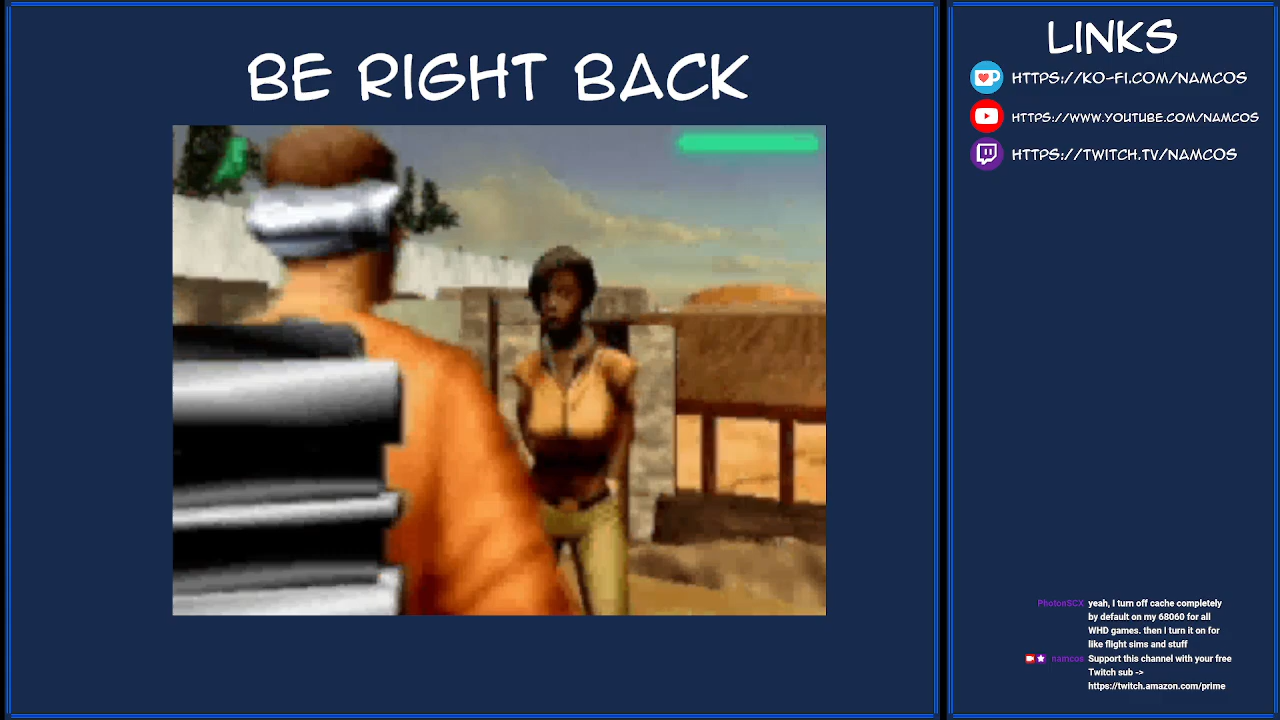 BE RIGHT BACK
LINKS
HTTPS://KO-FI.COM/NAMCOS
HTTPS://WWW.YOUTUBE.COM/NAMCOS
HTTPS://TWITCH.TV/NAMCOS
PhotonSCX yeah, I turn off cache completely
by default on my 68060 for all
WHD games. then I turn it on for
like flight sims and stuff
namcos Support this channel with your free
Twitch sub ->
https://twitch.amazon.com/prime